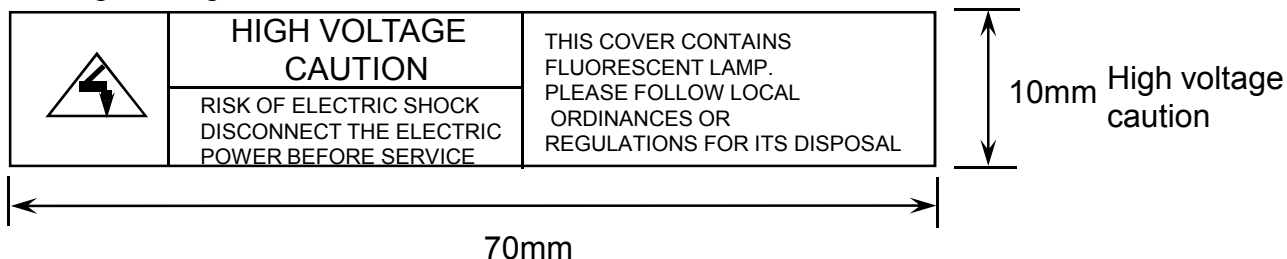 HIGH VOLTAGE
CAUTION
RISK OF ELECTRIC SHOCK
DISCONNECT THE ELECTRIC
POWER BEFORE SERVICE
THIS COVER CONTAINS
FLUORESCENT LAMP.
PLEASE FOLLOW LOCAL
ORDINANCES OR
REGULATIONS FOR ITS DISPOSAL
10mm
High voltage
caution
70mm